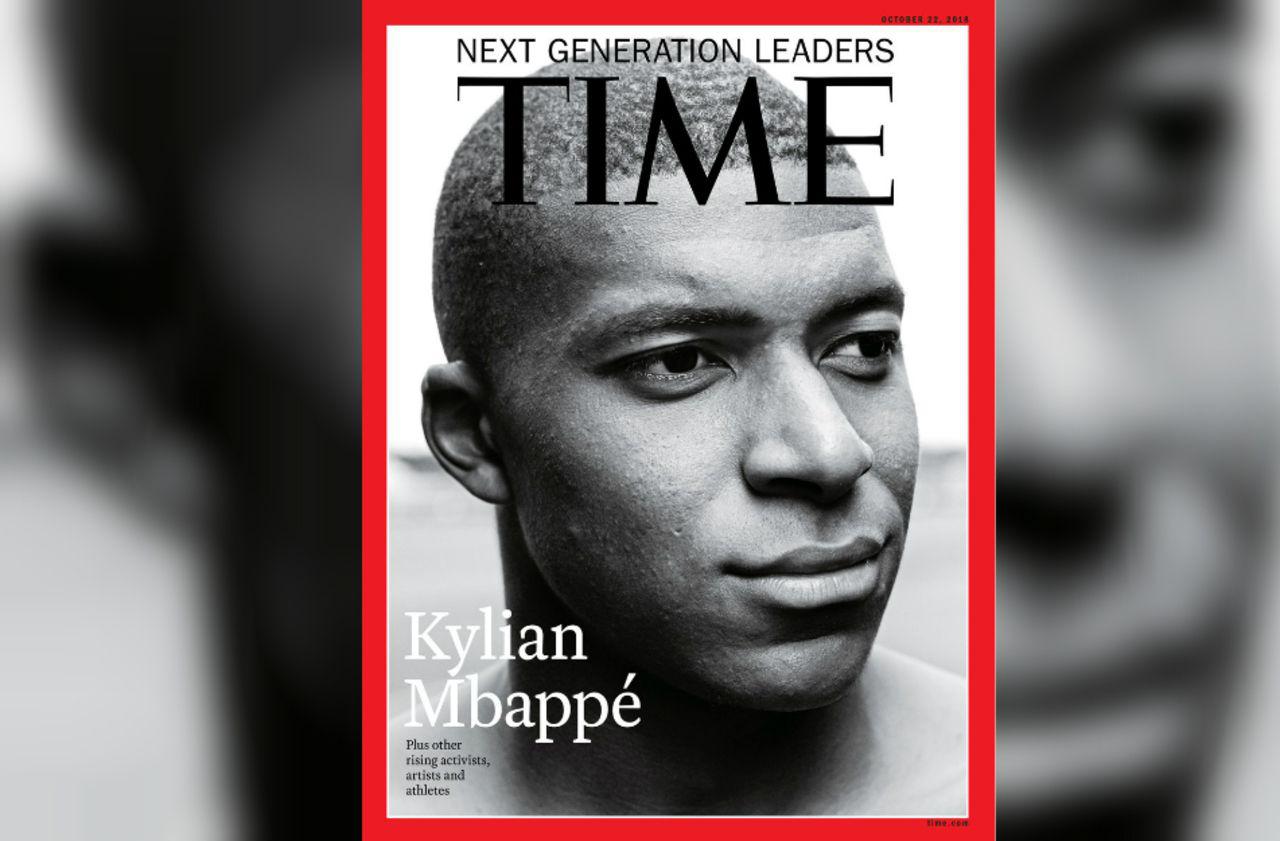 OCTOBER 22, 2018
NEXT GENERATION LEADERS
TIME
Kylian
Mbappé
Plus other
rising activists,
artists and
athletes
time.com